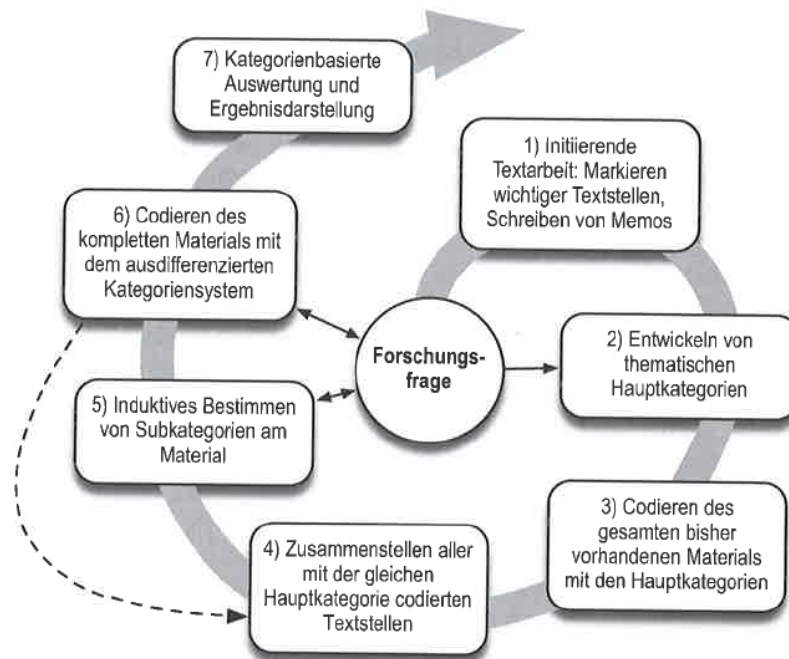 7) Kategorienbasierte
Auswertung und
Ergebnisdarstellung
1) Initiierende
Textarbeit: Markieren
wichtiger Textstellen,
Schreiben von Memos
6) Codieren des
kompletten Materials mit
dem ausdifferenzierten
Kategoriensystem
Forschungs-
frage
2) Entwickeln von
thematischen
Hauptkategorien
5) Induktives Bestimmen
von Subkategorien am
Material
3) Codieren des
gesamten bisher
vorhandenen Materials
mit den Hauptkategorien
4) Zusammenstellen aller
mit der gleichen
Hauptkategorie codierten
Textstellen